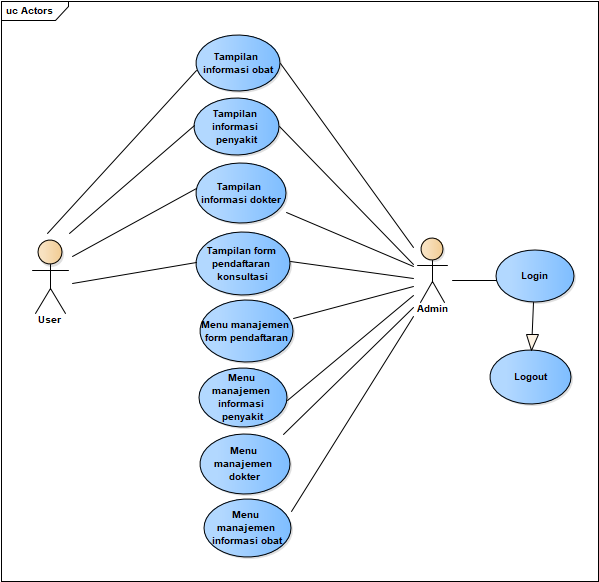 uc Actors
Tampilan
informasi obat
Tampilan
informasi
penyakit
Tampilan
informasi dokter
Tampilan form
pendaftaran
konsultasi
Menu manajemen
form pendaftaran
Menu
manajemen
informasi
penyakit
Menu
manajemen
dokter
Menu
manajemen
informasi obat
User
Admin
Login
Logout